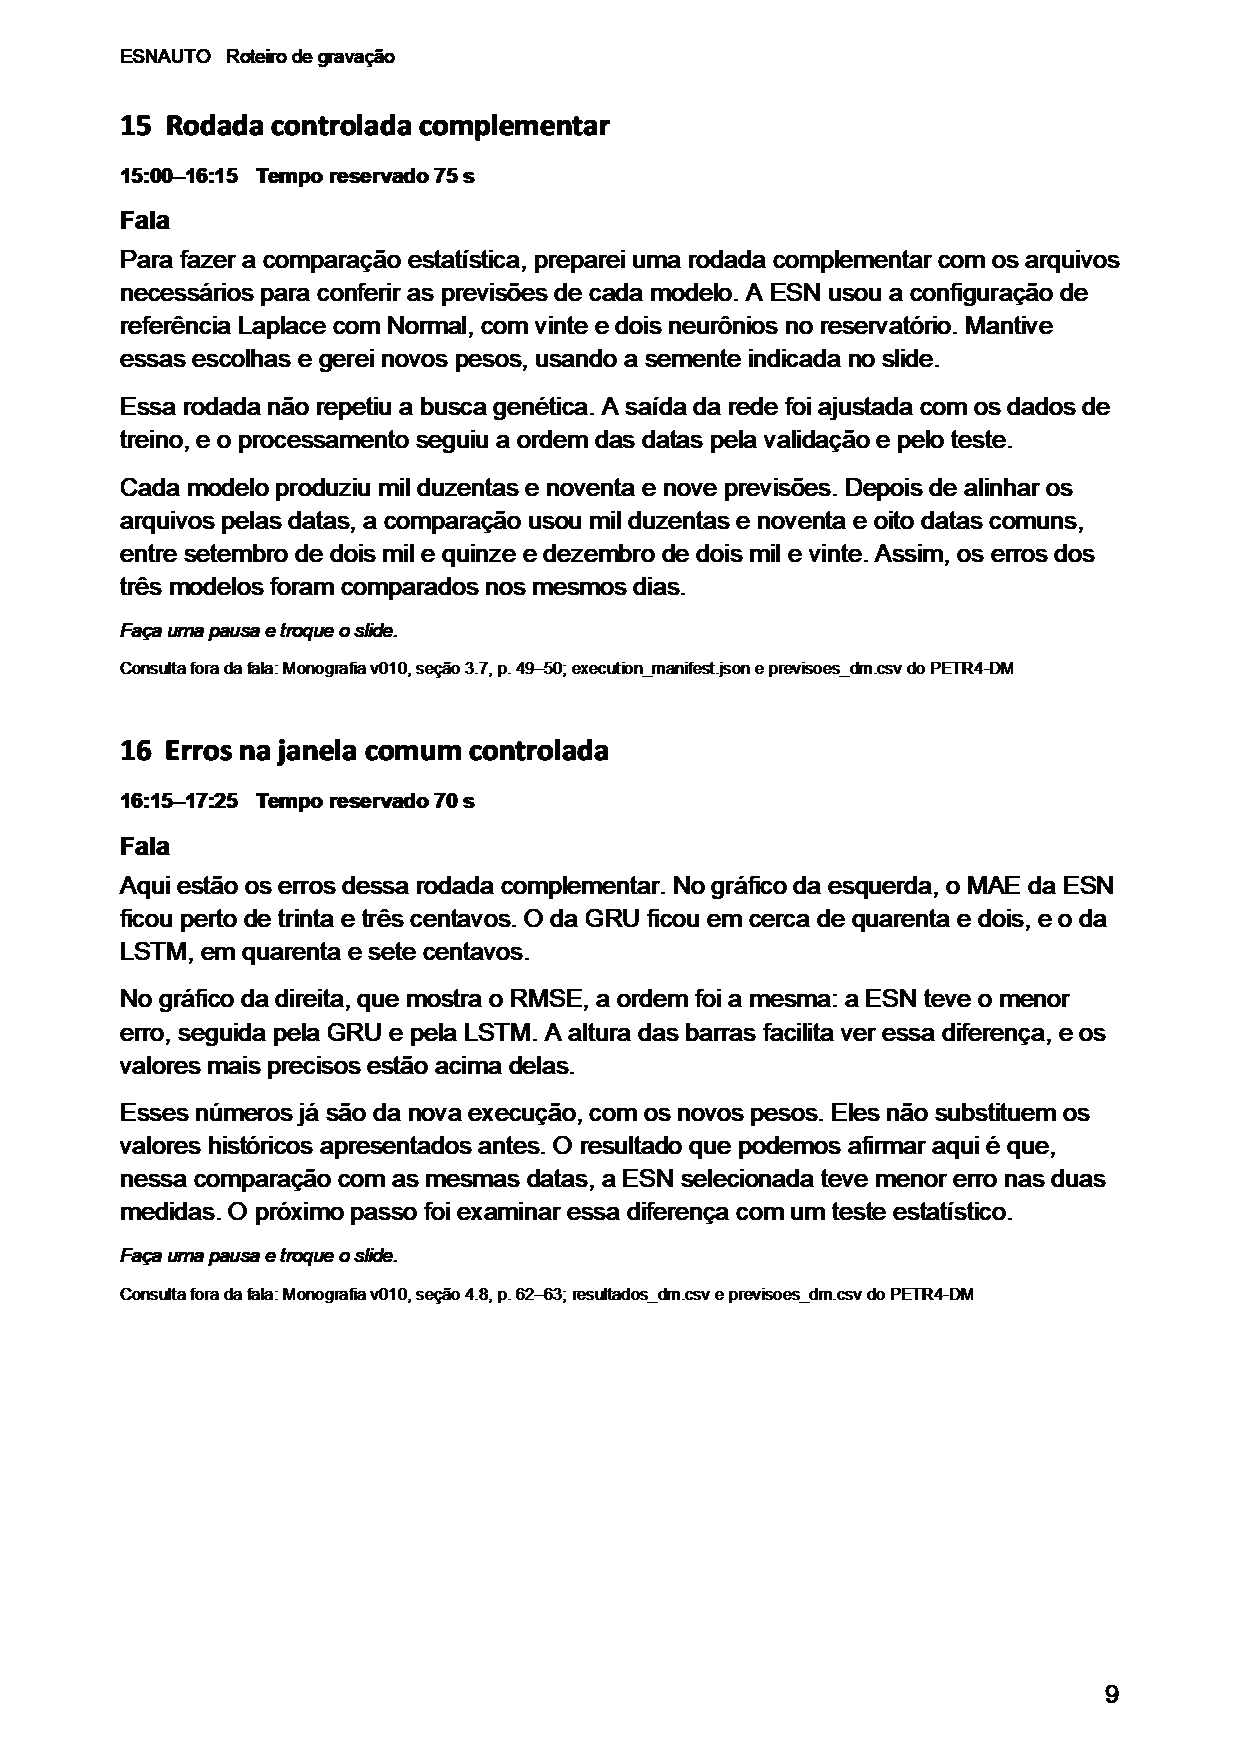 ESNAUTO Roteiro de gravação
15 Rodada controlada complementar
15:00–16:15 Tempo reservado 75 s
Fala
Para fazer a comparação estatística, preparei uma rodada complementar com os arquivos
necessários para conferir as previsões de cada modelo. A ESN usou a configuração de
referência Laplace com Normal, com vinte e dois neurônios no reservatório. Mantive
essas escolhas e gerei novos pesos, usando a semente indicada no slide.
Essa rodada não repetiu a busca genética. A saída da rede foi ajustada com os dados de
treino, e o processamento seguiu a ordem das datas pela validação e pelo teste.
Cada modelo produziu mil duzentas e noventa e nove previsões. Depois de alinhar os
arquivos pelas datas, a comparação usou mil duzentas e noventa e oito datas comuns,
entre setembro de dois mil e quinze e dezembro de dois mil e vinte. Assim, os erros dos
três modelos foram comparados nos mesmos dias.
Faça uma pausa e troque o slide.
Consulta fora da fala: Monografia v010, seção 3.7, p. 49–50; execution_manifest.json e previsoes_dm.csv do PETR4-DM
16 Erros na janela comum controlada
16:15–17:25 Tempo reservado 70 s
Fala
Aqui estão os erros dessa rodada complementar. No gráfico da esquerda, o MAE da ESN
ficou perto de trinta e três centavos. O da GRU ficou em cerca de quarenta e dois, e o da
LSTM, em quarenta e sete centavos.
No gráfico da direita, que mostra o RMSE, a ordem foi a mesma: a ESN teve o menor
erro, seguida pela GRU e pela LSTM. A altura das barras facilita ver essa diferença, e os
valores mais precisos estão acima delas.
Esses números já são da nova execução, com os novos pesos. Eles não substituem os
valores históricos apresentados antes. O resultado que podemos afirmar aqui é que,
nessa comparação com as mesmas datas, a ESN selecionada teve menor erro nas duas
medidas. O próximo passo foi examinar essa diferença com um teste estatístico.
Faça uma pausa e troque o slide.
Consulta fora da fala: Monografia v010, seção 4.8, p. 62–63; resultados_dm.csv e previsoes_dm.csv do PETR4-DM
9